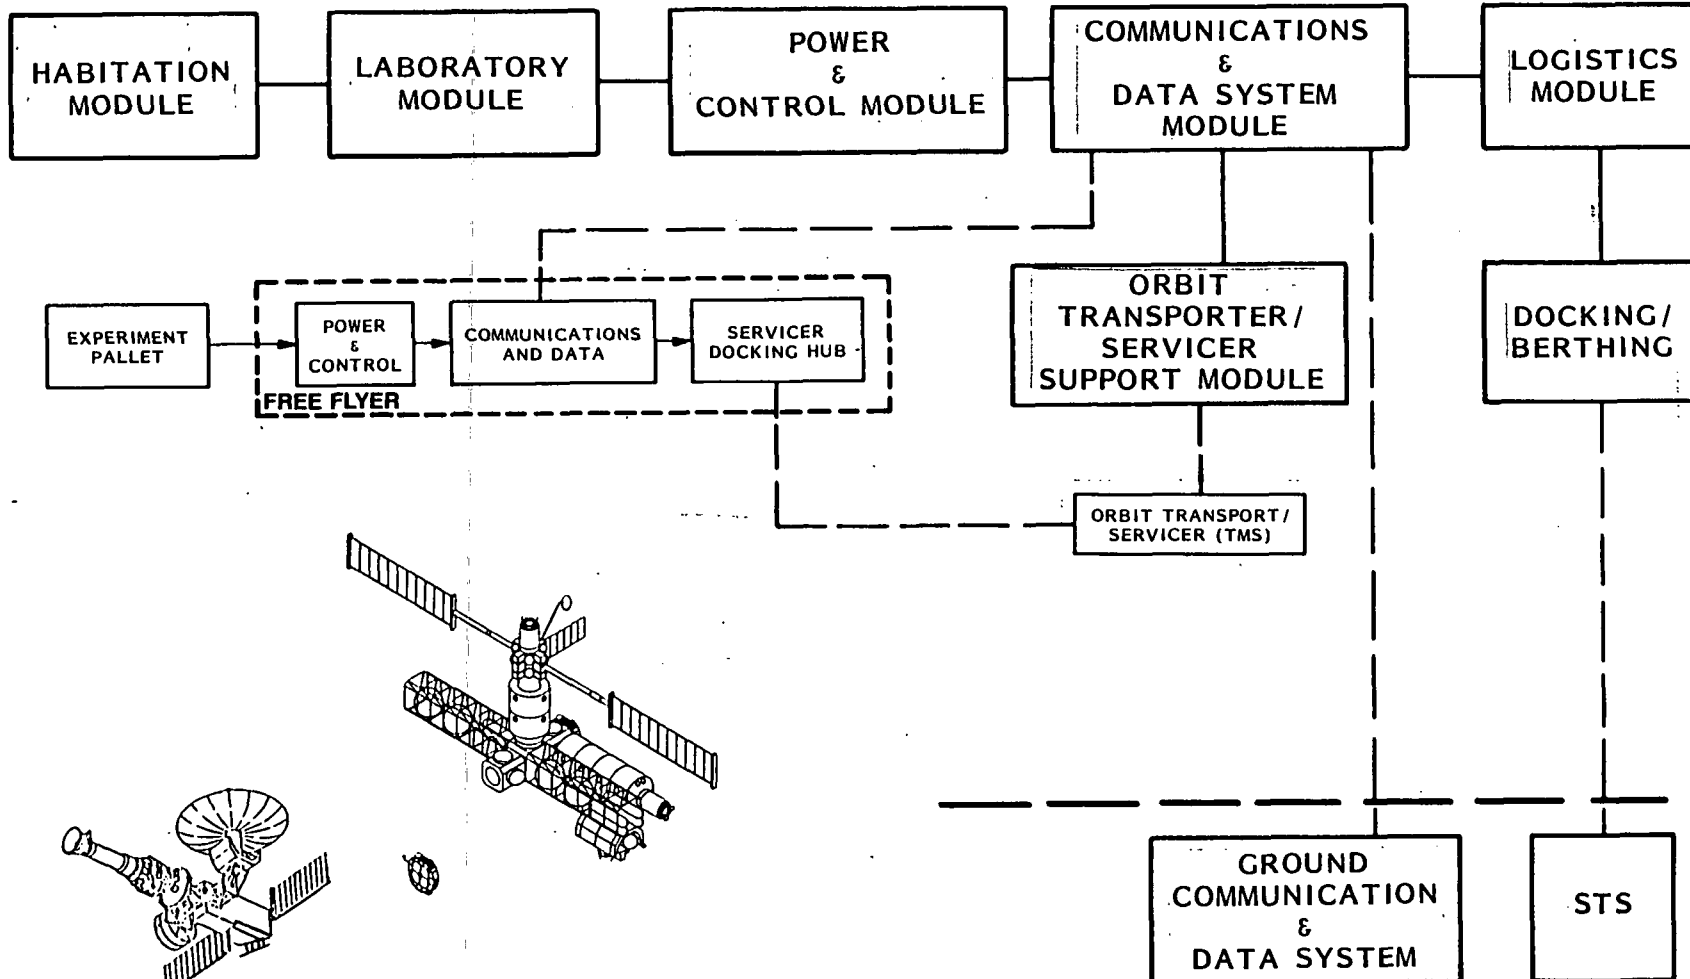 HABITATION
MODULE
LABORATORY
MODULE
POWER
&
CONTROL MODULE
COMMUNICATIONS
&
DATA SYSTEM
MODULE
LOGISTICS
MODULE
EXPERIMENT
PALLET
POWER
&
CONTROL
COMMUNICATIONS
AND DATA
SERVICER
DOCKING HUB
FREE FLYER
ORBIT
TRANSPORTER/
SERVICER
SUPPORT MODULE
DOCKING/
BERTHING
ORBIT TRANSPORT/
SERVICER (TMS)
GROUND
COMMUNICATION
&
DATA SYSTEM
STS